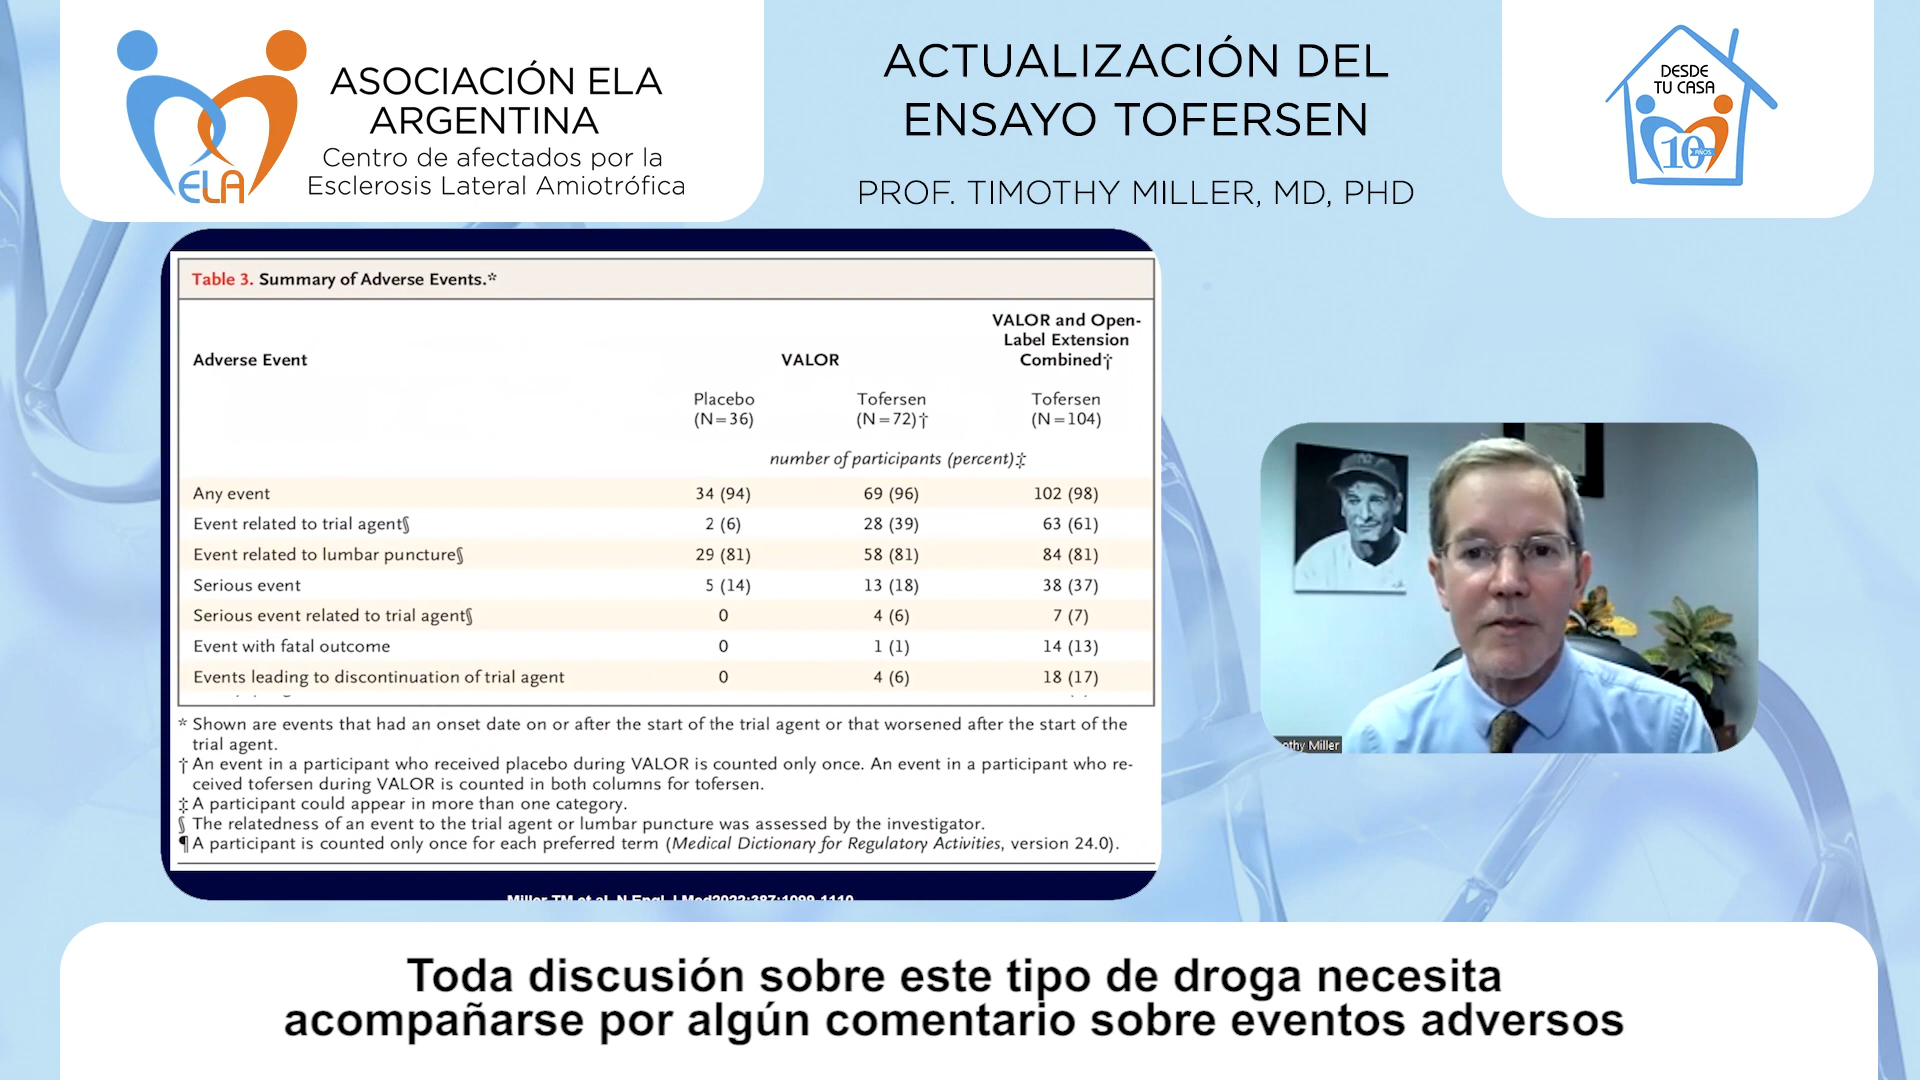 ASOCIACIÓN ELA
ARGENTINA
Centro de afectados por la
Esclerosis Lateral Amiotrófica
ELA
ACTUALIZACIÓN DEL
ENSAYO TOFERSEN
PROF. TIMOTHY MILLER, MD, PHD
DESDE
TU CASA
10
AÑOS
Table 3. Summary of Adverse Events.*
Adverse Event
VALOR
VALOR and Open-
Label Extension
Combined†
Placebo
(N=36)
Tofersen
(N=72)†
Tofersen
(N=104)
number of participants (percent)‡
Any event 34 (94) 69 (96) 102 (98)
Event related to trial agent§ 2 (6) 28 (39) 63 (61)
Event related to lumbar puncture§ 29 (81) 58 (81) 84 (81)
Serious event 5 (14) 13 (18) 38 (37)
Serious event related to trial agent§ 0 4 (6) 7 (7)
Event with fatal outcome 0 1 (1) 14 (13)
Events leading to discontinuation of trial agent 0 4 (6) 18 (17)
* Shown are events that had an onset date on or after the start of the trial agent or that worsened after the start of the
trial agent.
† An event in a participant who received placebo during VALOR is counted only once. An event in a participant who re-
ceived tofersen during VALOR is counted in both columns for tofersen.
‡ A participant could appear in more than one category.
§ The relatedness of an event to the trial agent or lumbar puncture was assessed by the investigator.
¶ A participant is counted only once for each preferred term (Medical Dictionary for Regulatory Activities, version 24.0).
Miller TM et al. N Engl J Med2022;387:1099-1110
othy Miller
Toda discusión sobre este tipo de droga necesita
acompañarse por algún comentario sobre eventos adversos